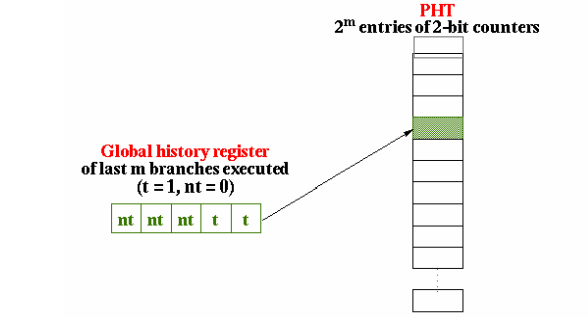 PHT
2^m entries of 2-bit counters
Global history register
of last m branches executed
(t = 1, nt = 0)
nt nt nt t t